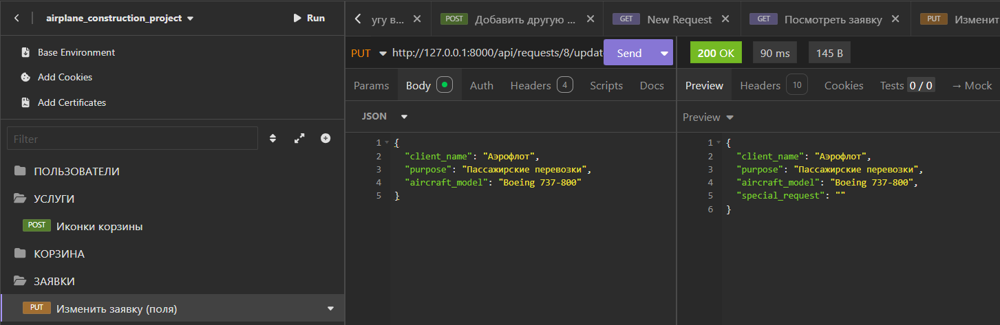 airplane_construction_project
Run
Base Environment
Add Cookies
Add Certificates
Filter
ПОЛЬЗОВАТЕЛИ
УСЛУГИ
POST Иконки корзины
КОРЗИНА
ЗАЯВКИ
PUT Изменить заявку (поля)
угу в...
POST Добавить другую ...
GET New Request
GET Посмотреть заявку
PUT Изменит
PUT http://127.0.0.1:8000/api/requests/8/updat Send
Params Body Auth Headers 4 Scripts Docs
JSON
1 {
2 "client_name": "Аэрофлот",
3 "purpose": "Пассажирские перевозки",
4 "aircraft_model": "Boeing 737-800"
5 }
200 OK 90 ms 145 B
Preview Headers 10 Cookies Tests 0 / 0 → Mock
Preview
1 {
2 "client_name": "Аэрофлот",
3 "purpose": "Пассажирские перевозки",
4 "aircraft_model": "Boeing 737-800",
5 "special_request": ""
6 }